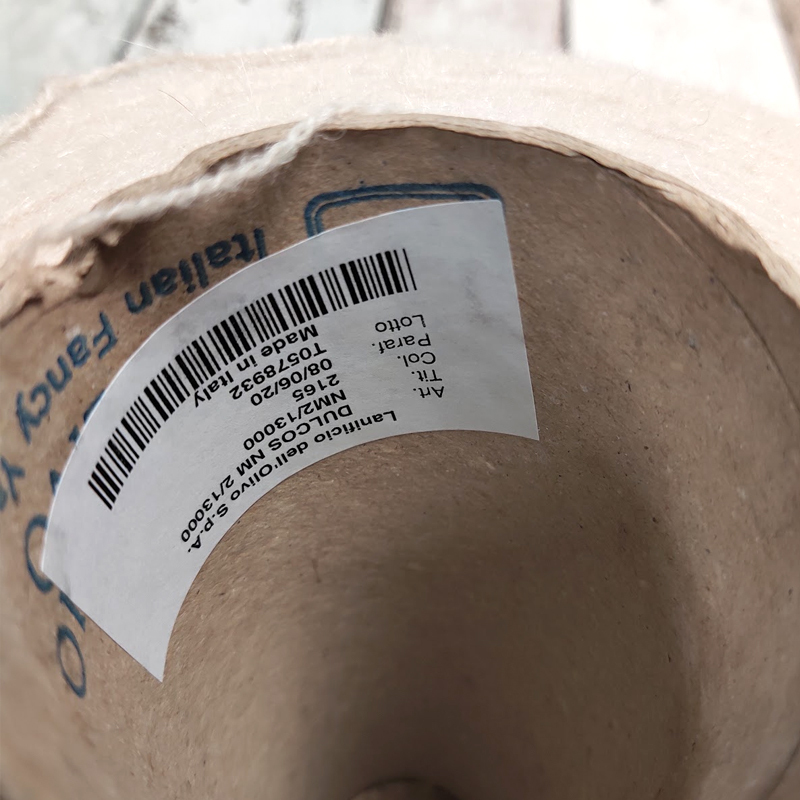 Lanificio dell'Olivo S.P.A.
Art. DULCOS NM 2/13000
Tit. NM2/13000
Col. 2165
Paraf. 08/06/20
Lotto T0578932
Made in Italy
Italian Fancy